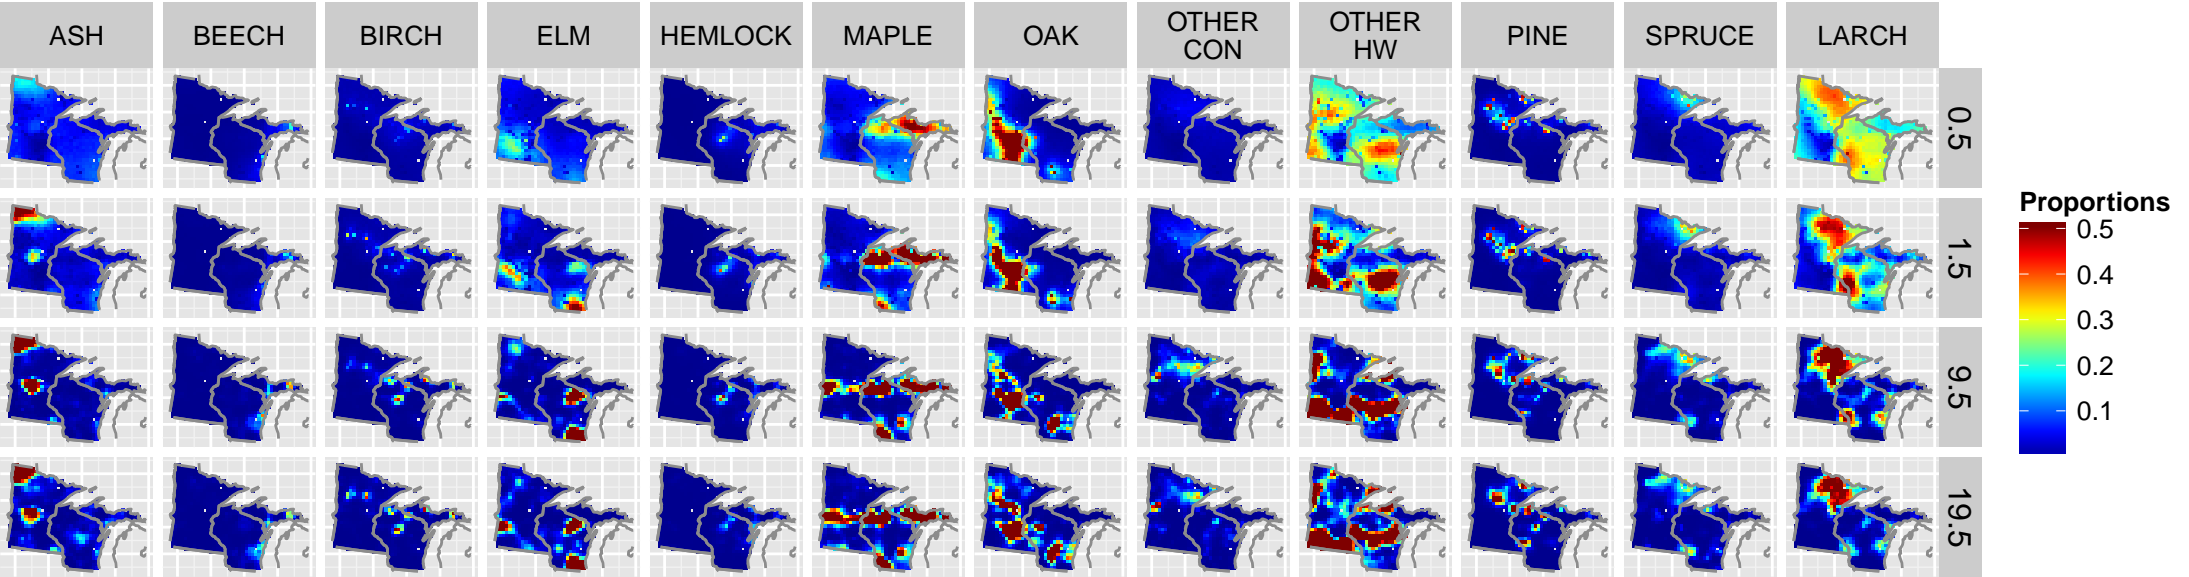 ASH
BEECH
BIRCH
ELM
HEMLOCK
MAPLE
OAK
OTHER
CON
OTHER
HW
PINE
SPRUCE
LARCH
0.5
1.5
9.5
19.5
Proportions
0.5
0.4
0.3
0.2
0.1